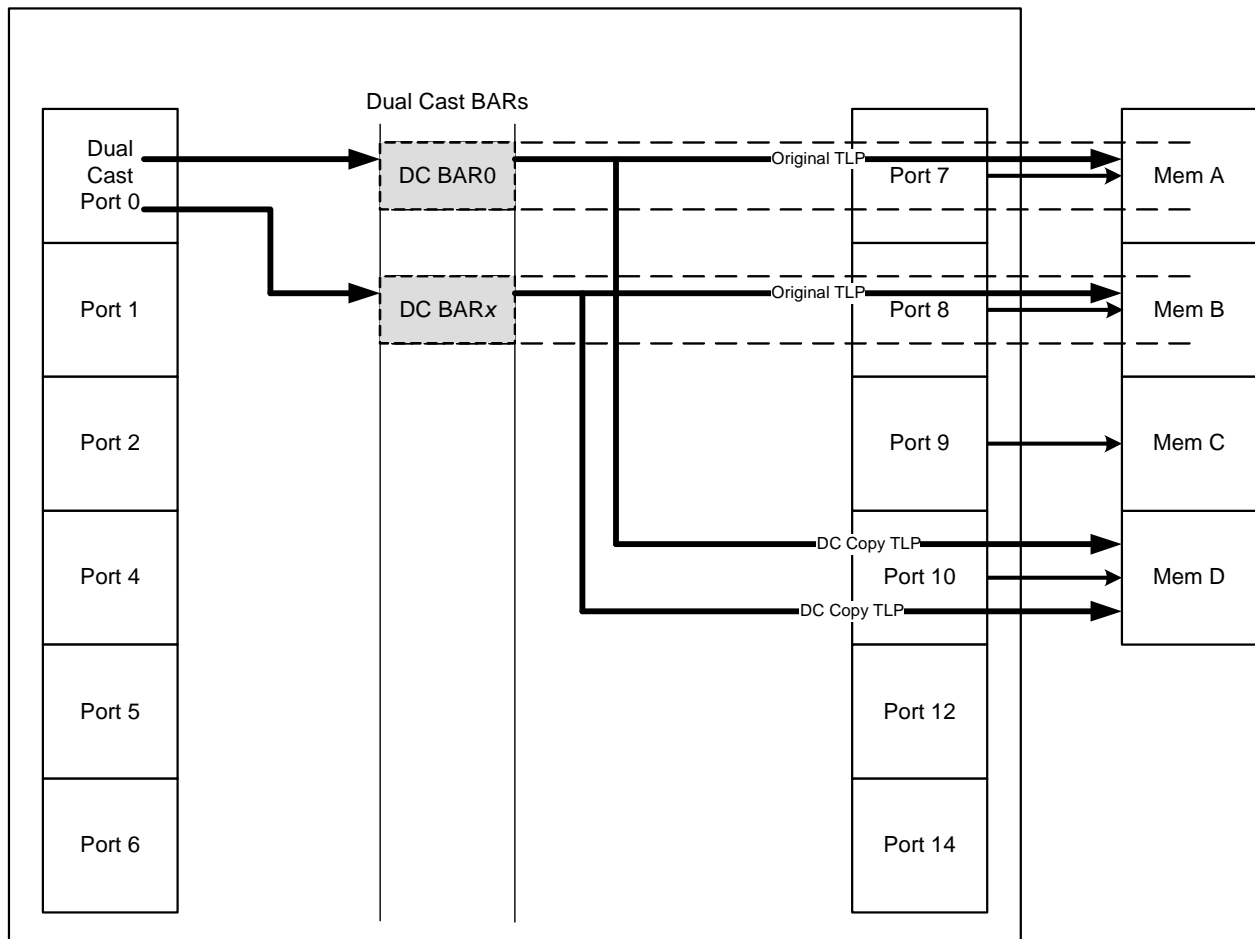 Dual Cast BARs
Dual
Cast
Port 0
DC BAR0
Original TLP
Port 7
Mem A
Port 1
DC BARx
Original TLP
Port 8
Mem B
Port 2
Port 9
Mem C
DC Copy TLP
Port 4
Port 10
Mem D
DC Copy TLP
Port 5
Port 12
Port 6
Port 14